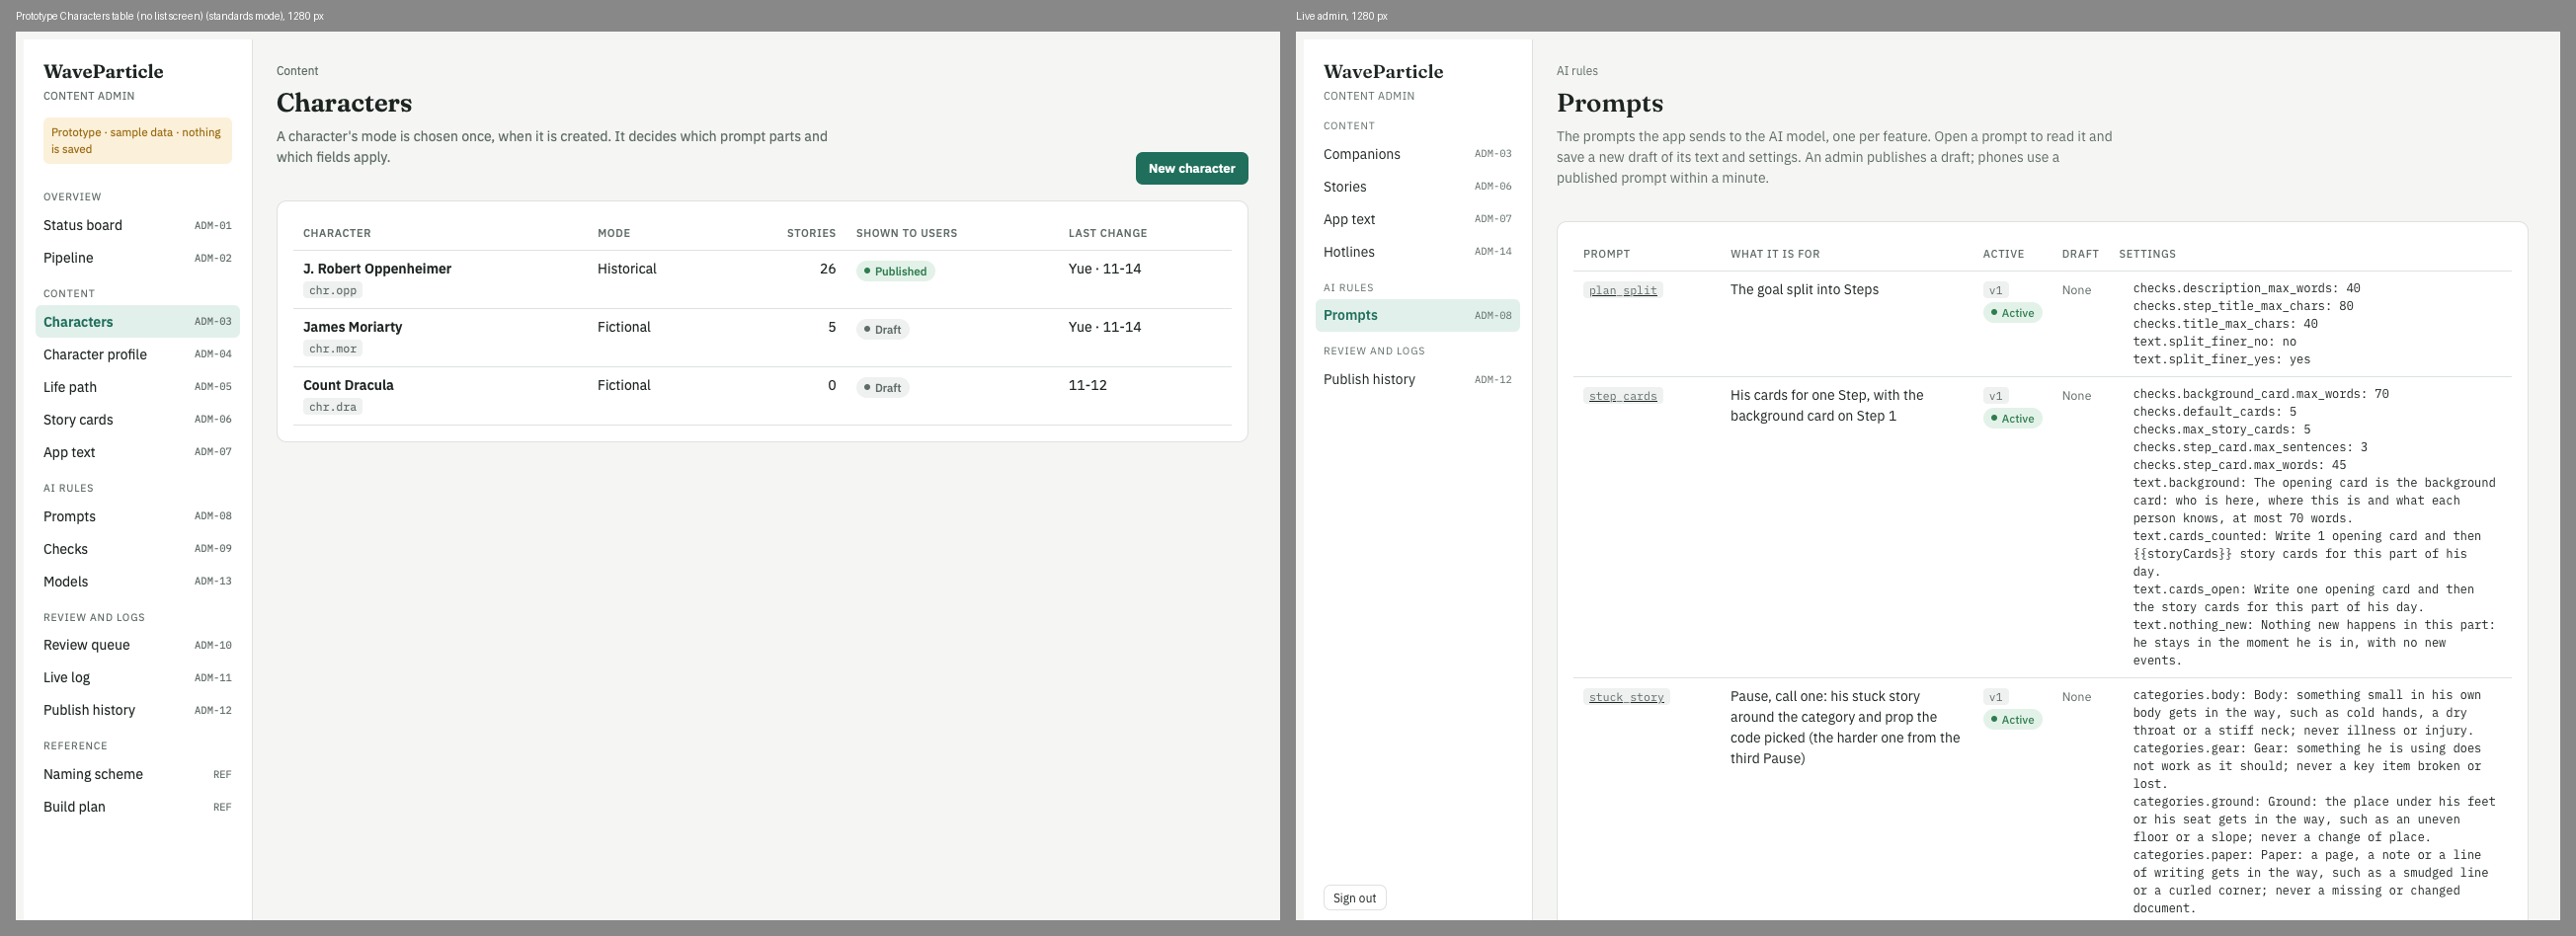 Prototype Characters table (no list screen) (standards mode), 1280 px
WaveParticle
CONTENT ADMIN
Prototype · sample data · nothing
is saved
OVERVIEW
Status board ADM-01
Pipeline ADM-02
CONTENT
Characters ADM-03
Character profile ADM-04
Life path ADM-05
Story cards ADM-06
App text ADM-07
AI RULES
Prompts ADM-08
Checks ADM-09
Models ADM-13
REVIEW AND LOGS
Review queue ADM-10
Live log ADM-11
Publish history ADM-12
REFERENCE
Naming scheme REF
Build plan REF
Content
Characters
A character's mode is chosen once, when it is created. It decides which prompt parts and
which fields apply.
New character
CHARACTER MODE STORIES SHOWN TO USERS LAST CHANGE
J. Robert Oppenheimer Historical 26 Published Yue · 11-14
chr.opp
James Moriarty Fictional 5 Draft Yue · 11-14
chr.mor
Count Dracula Fictional 0 Draft 11-12
chr.dra
Live admin, 1280 px
WaveParticle
CONTENT ADMIN
CONTENT
Companions ADM-03
Stories ADM-06
App text ADM-07
Hotlines ADM-14
AI RULES
Prompts ADM-08
REVIEW AND LOGS
Publish history ADM-12
Sign out
AI rules
Prompts
The prompts the app sends to the AI model, one per feature. Open a prompt to read it and
save a new draft of its text and settings. An admin publishes a draft; phones use a
published prompt within a minute.
PROMPT WHAT IT IS FOR ACTIVE DRAFT SETTINGS
plan_split The goal split into Steps v1 Active None
checks.description_max_words: 40
checks.step_title_max_chars: 80
checks.title_max_chars: 40
text.split_finer_no: no
text.split_finer_yes: yes
step_cards His cards for one Step, with the
background card on Step 1
v1 Active None
checks.background_card.max_words: 70
checks.default_cards: 5
checks.max_story_cards: 5
checks.step_card.max_sentences: 3
checks.step_card.max_words: 45
text.background: The opening card is the background
card: who is here, where this is and what each
person knows, at most 70 words.
text.cards_counted: Write 1 opening card and then
{{storyCards}} story cards for this part of his
day.
text.cards_open: Write one opening card and then
the story cards for this part of his day.
text.nothing_new: Nothing new happens in this part:
he stays in the moment he is in, with no new
events.
stuck_story Pause, call one: his stuck story
around the category and prop the
code picked (the harder one from the
third Pause)
v1 Active None
categories.body: Body: something small in his own
body gets in the way, such as cold hands, a dry
throat or a stiff neck; never illness or injury.
categories.gear: Gear: something he is using does
not work as it should; never a key item broken or
lost.
categories.ground: Ground: the place under his feet
or his seat gets in the way, such as an uneven
floor or a slope; never a change of place.
categories.paper: Paper: a page, a note or a line
of writing gets in the way, such as a smudged line
or a curled corner; never a missing or changed
document.